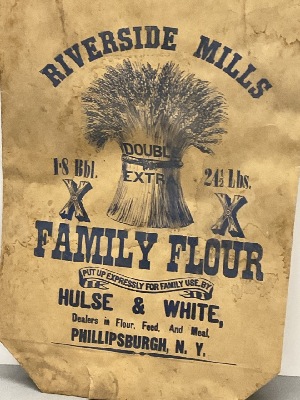 RIVERSIDE MILLS
DOUBLE
EXTRA
1-8 Bbl. 24½ Lbs.
X X
FAMILY FLOUR
PUT UP EXPRESSLY FOR FAMILY USE, BY
HULSE & WHITE,
Dealers in Flour, Feed, And Meal,
PHILLIPSBURGH, N. Y.